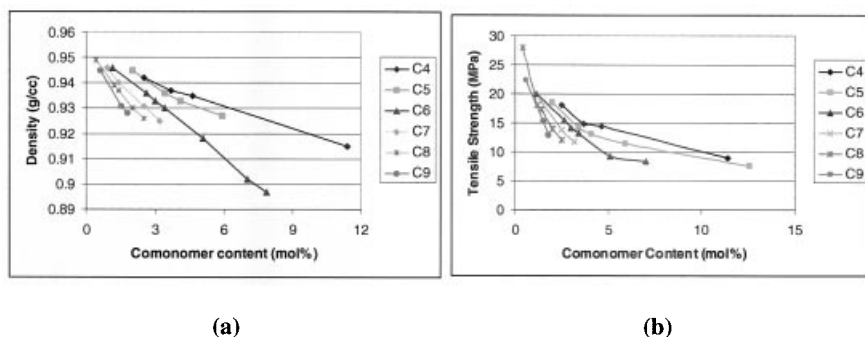 0.96
0.95
0.94
0.93
0.92
0.91
0.9
0.89
0 3 6 9 12
Density (g/cc)
Comonomer content (mol%)
C4
C5
C6
C7
C8
C9
(a)
30
25
20
15
10
5
0
0 5 10 15
Tensile Strength (MPa)
Comonomer Content (mol%)
C4
C5
C6
C7
C8
C9
(b)